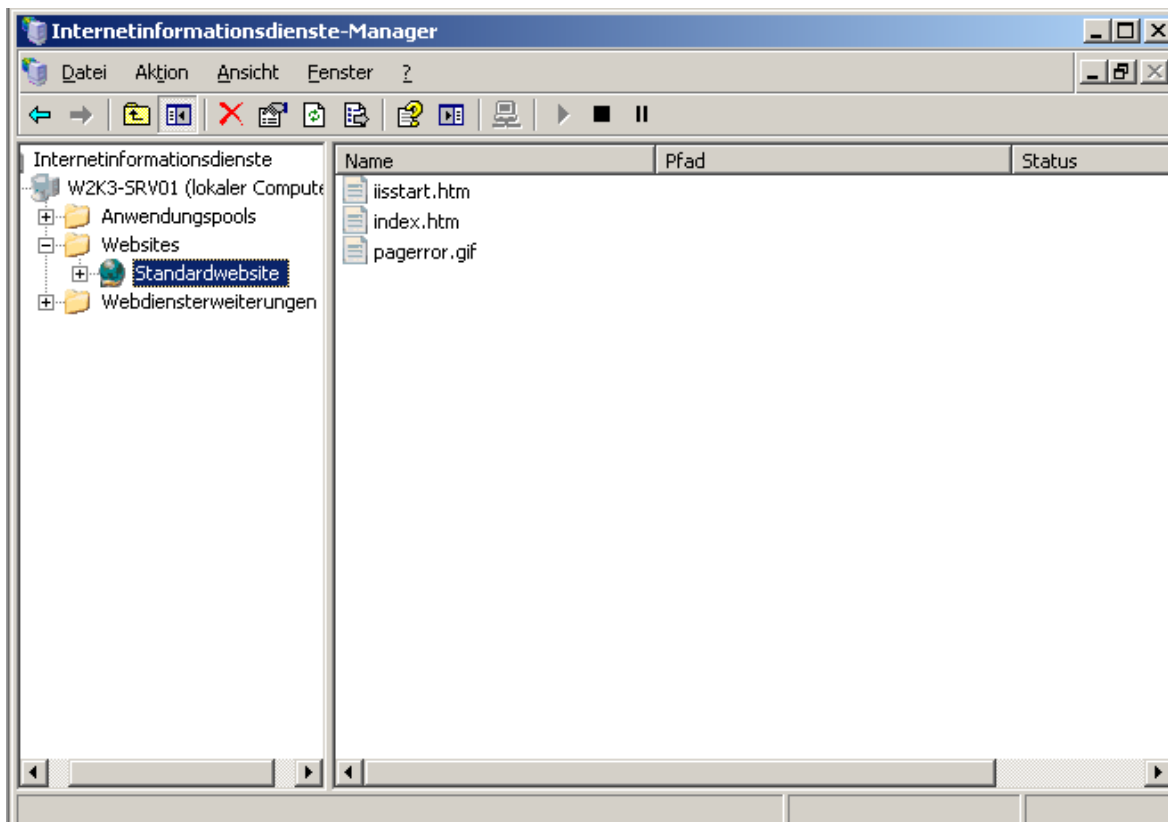 Internetinformationsdienste-Manager
Datei Aktion Ansicht Fenster ?
Internetinformationsdienste
W2K3-SRV01 (lokaler Compute
Anwendungspools
Websites
Standardwebsite
Webdiensterweiterungen
Name Pfad Status
iisstart.htm
index.htm
pagerror.gif